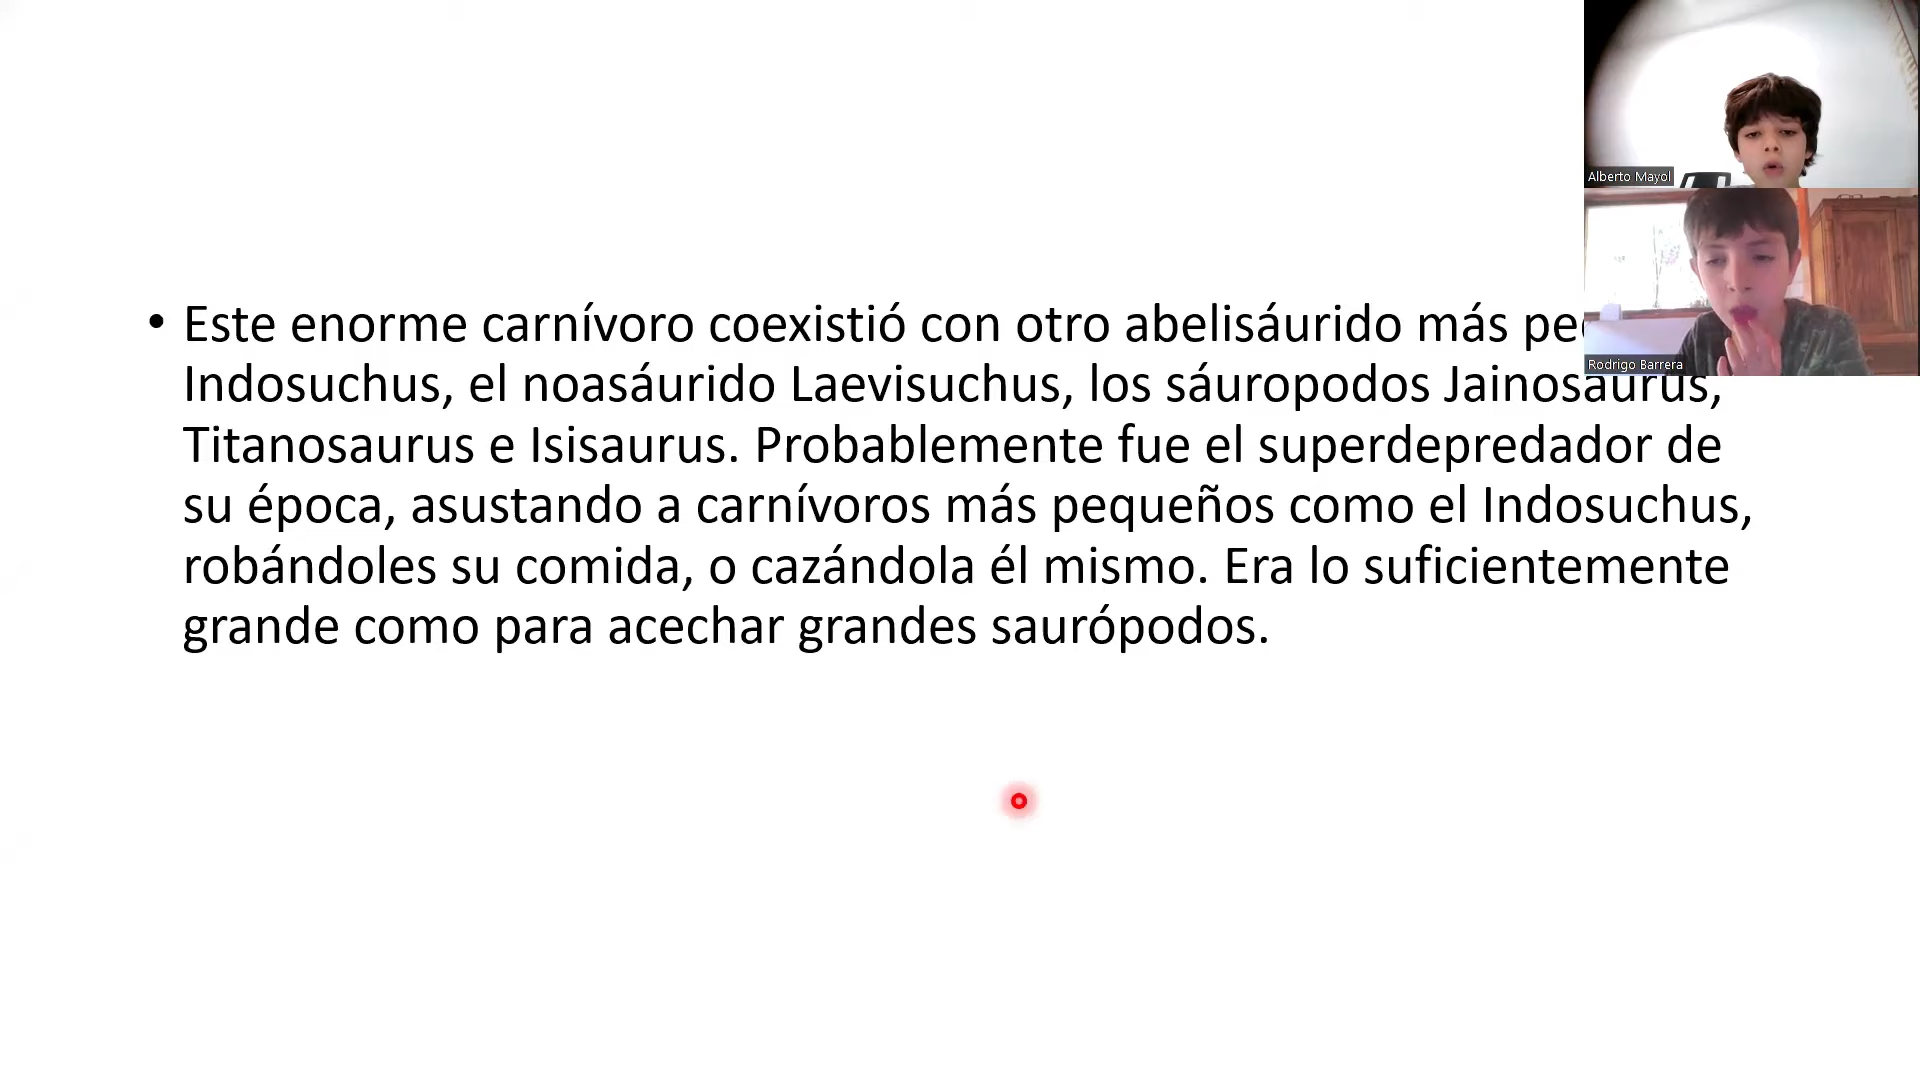 Alberto Mayol
Rodrigo Barrera
• Este enorme carnívoro coexistió con otro abelisáurido más
Indosuchus, el noasáurido Laevisuchus, los sáuropodos Jainosaurus,
Titanosaurus e Isisaurus. Probablemente fue el superdepredador de
su época, asustando a carnívoros más pequeños como el Indosuchus,
robándoles su comida, o cazándola él mismo. Era lo suficientemente
grande como para acechar grandes saurópodos.